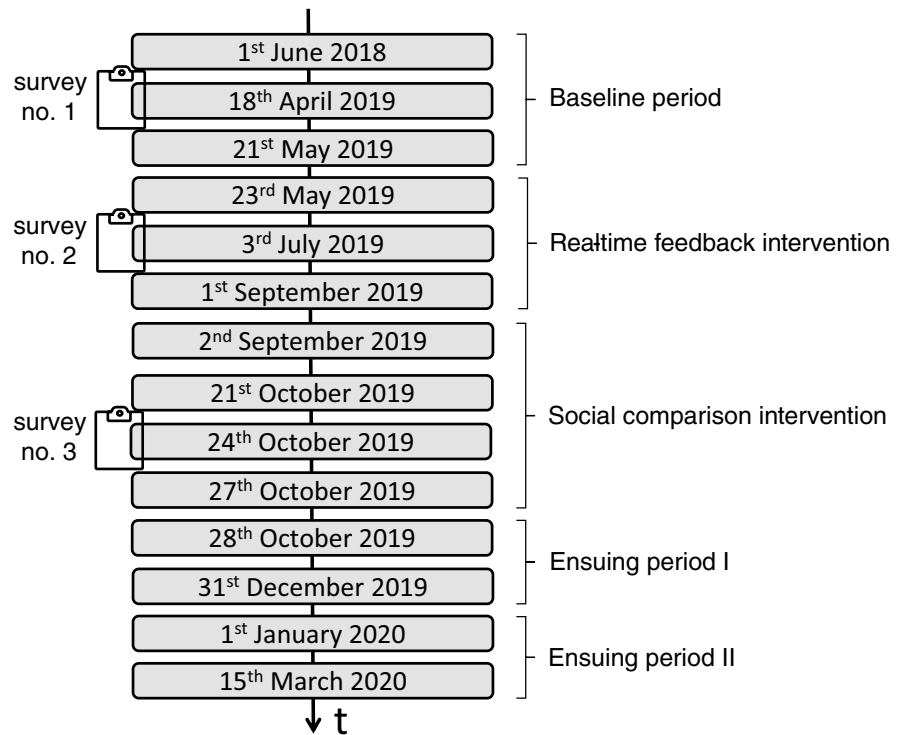 1st June 2018
survey
no. 1
18th April 2019
Baseline period
21st May 2019
23rd May 2019
survey
no. 2
3rd July 2019
Real-time feedback intervention
1st September 2019
2nd September 2019
21st October 2019
Social comparison intervention
survey
no. 3
24th October 2019
27th October 2019
28th October 2019
Ensuing period I
31st December 2019
1st January 2020
Ensuing period II
15th March 2020
t